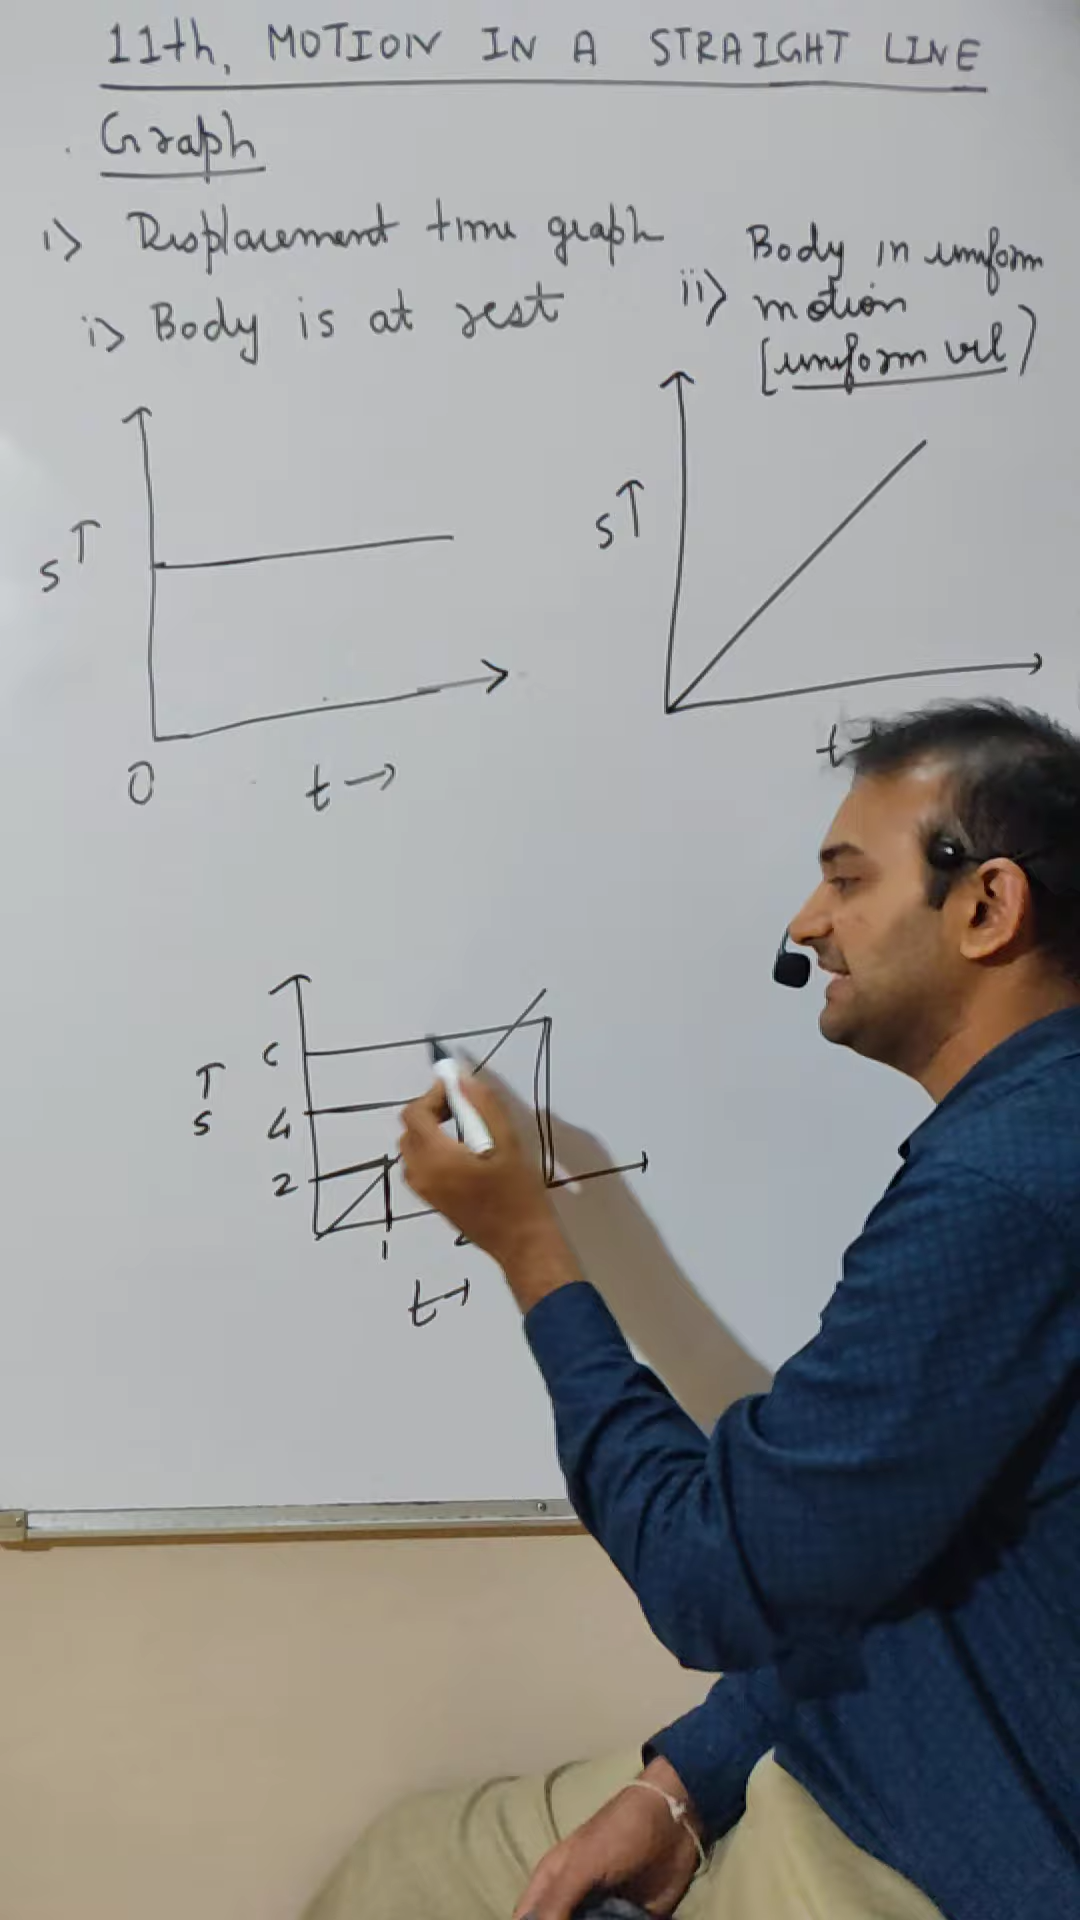 11th, MOTION IN A STRAIGHT LINE
Graph
i> Displacement time graph
i> Body is at rest
ii> Body in uniform
motion
[uniform vel)
s↑
0
t→
s↑
t→
↑
s
6
4
2
1
2
t→